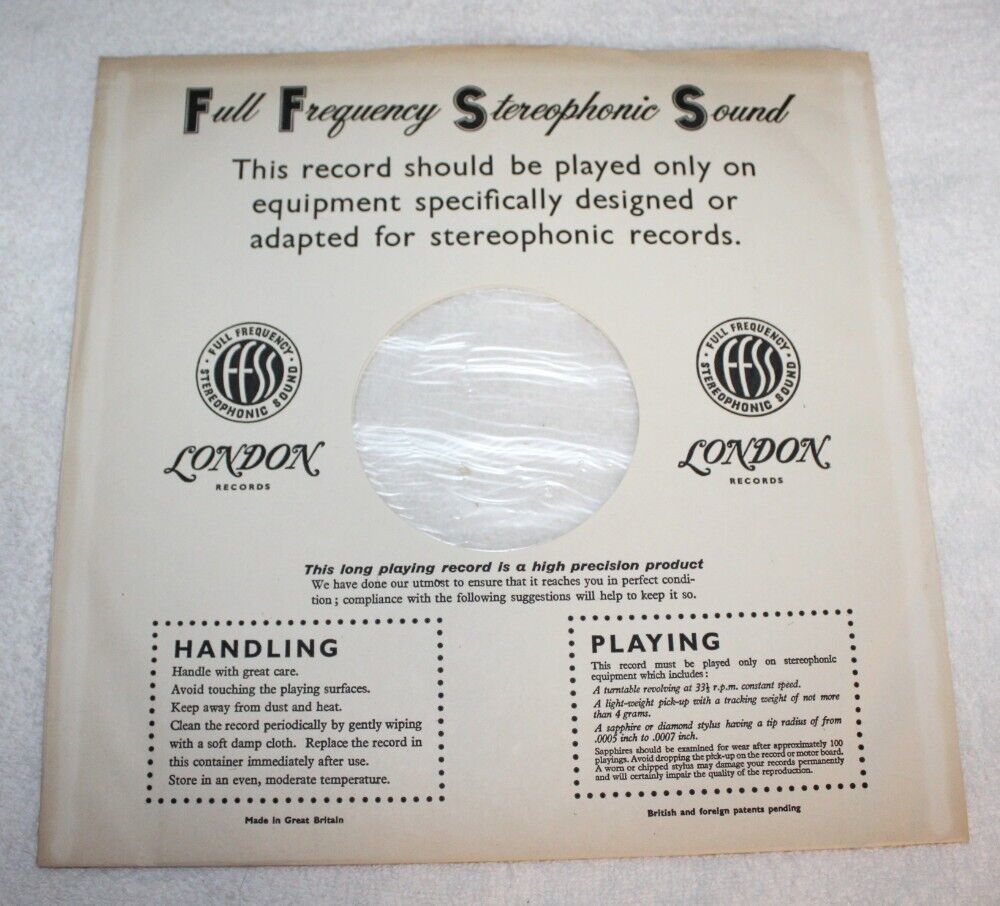 Full Frequency Stereophonic Sound
This record should be played only on
equipment specifically designed or
adapted for stereophonic records.
FULL FREQUENCY • STEREOPHONIC SOUND •
FFSS
LONDON
RECORDS
FULL FREQUENCY • STEREOPHONIC SOUND •
FFSS
LONDON
RECORDS
This long playing record is a high precision product
We have done our utmost to ensure that it reaches you in perfect condi-
tion; compliance with the following suggestions will help to keep it so.
HANDLING
Handle with great care.
Avoid touching the playing surfaces.
Keep away from dust and heat.
Clean the record periodically by gently wiping
with a soft damp cloth. Replace the record in
this container immediately after use.
Store in an even, moderate temperature.
Made in Great Britain
PLAYING
This record must be played only on stereophonic
equipment which includes:
A turntable revolving at 33⅓ r.p.m. constant speed.
A light-weight pick-up with a tracking weight of not more
than 4 grams.
A sapphire or diamond stylus having a tip radius of from
.0005 inch to .0007 inch.
Sapphires should be examined for wear after approximately 100
playings. Avoid dropping the pick-up on the record or motor board.
A worn or chipped stylus may damage your records permanently
and will certainly impair the quality of the reproduction.
British and foreign patents pending